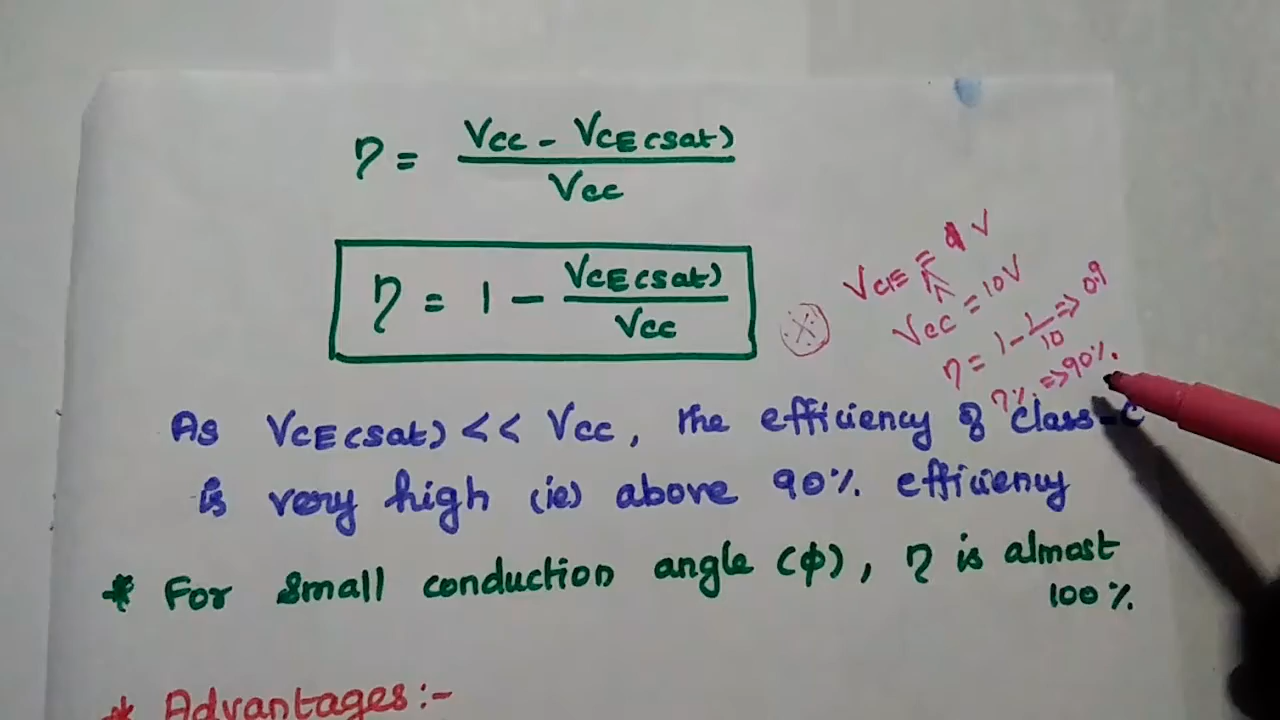 η = (VCC - VCE(sat)) / VCC
η = 1 - VCE(sat) / VCC
VCE = 1 V
VCC = 10V
η = 1 - 1/10 => 0.9
η% => 90%.
As VCE(sat) << VCC, the efficiency of class-C
is very high (ie) above 90% efficiency
* For small conduction angle (φ), η is almost
100%
* Advantages:-